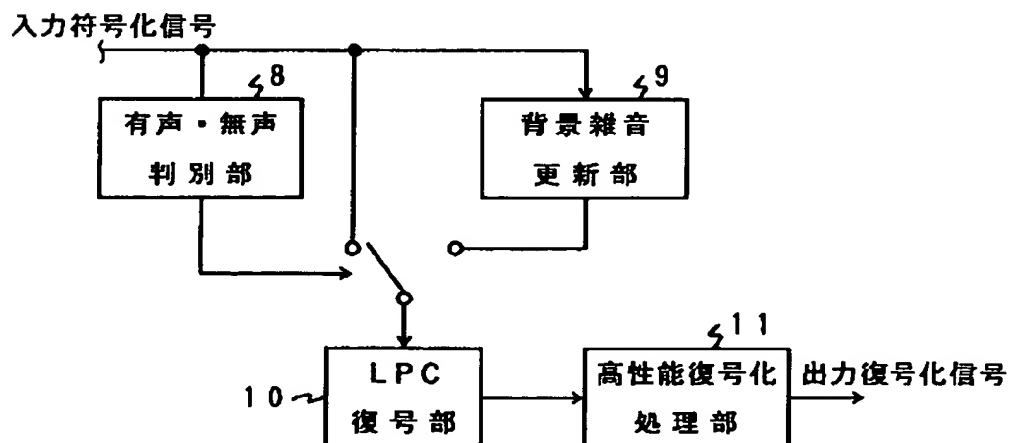 入力符号化信号
8
有声・無声
判別部
9
背景雑音
更新部
10
LPC
復号部
11
高性能復号化
処理部
出力復号化信号